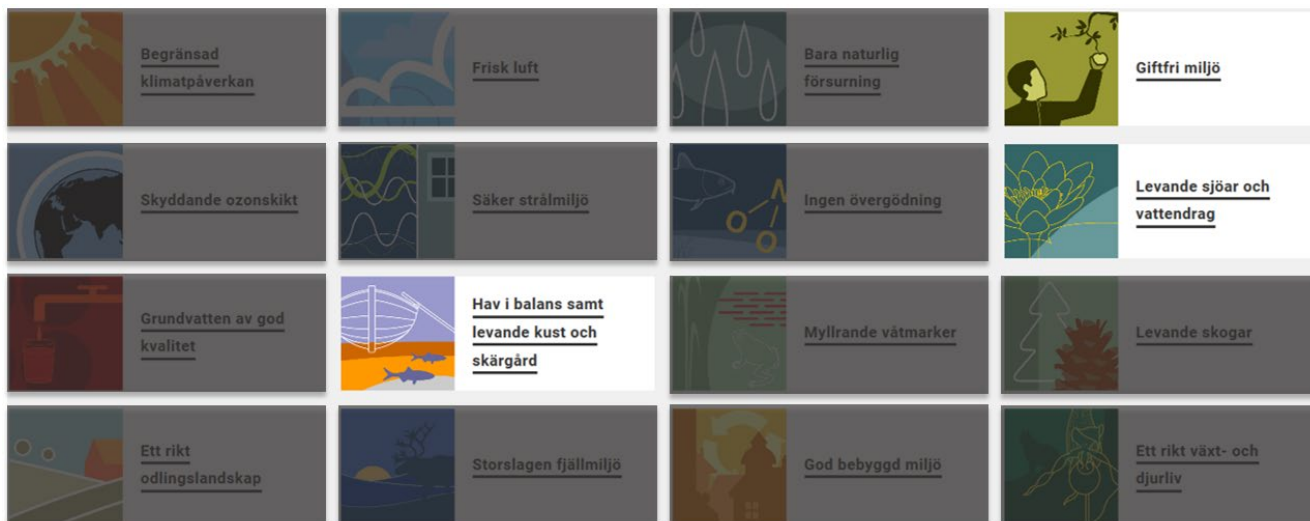 Begränsad
klimatpåverkan
Frisk luft
Bara naturlig
försurning
Giftfri miljö
Skyddande ozonskikt
Säker strålmiljö
Ingen övergödning
Levande sjöar och
vattendrag
Grundvatten av god
kvalitet
Hav i balans samt
levande kust och
skärgård
Myllrande våtmarker
Levande skogar
Ett rikt
odlingslandskap
Storslagen fjällmiljö
God bebyggd miljö
Ett rikt växt- och
djurliv
N
O
O